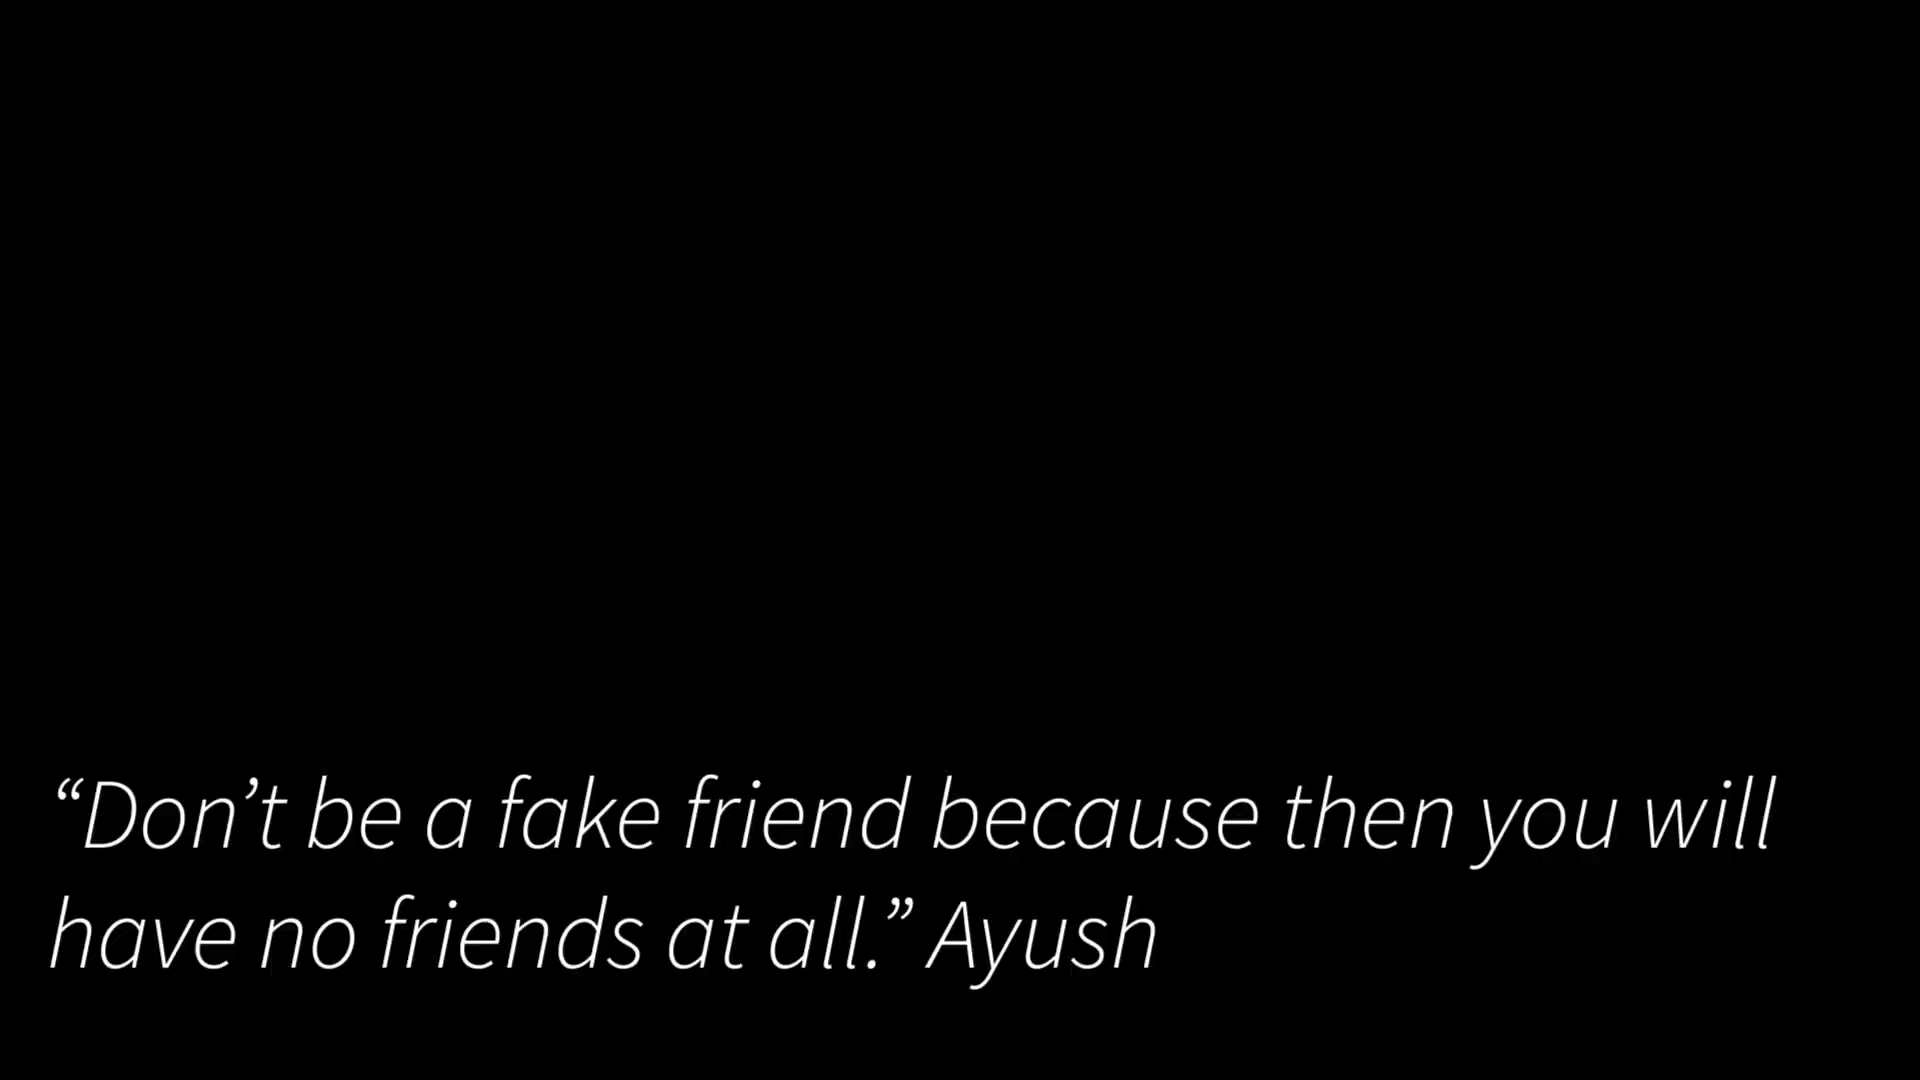 “Don’t be a fake friend because then you will
have no friends at all.” Ayush